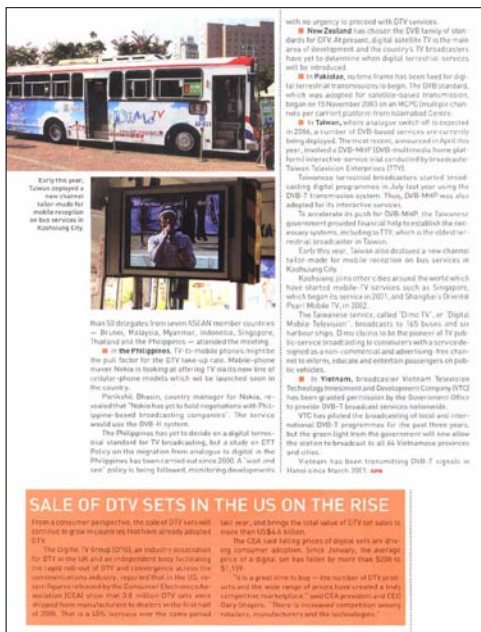 Early this year,
Taiwan deployed a
new channel
tailor-made for
mobile reception
on bus services in
Kaohsiung City.
than 50 delegates from seven ASEAN member countries
— Brunei, Malaysia, Myanmar, Indonesia, Singapore,
Thailand and the Philippines — attended the meeting.
■ In the Philippines, TV-to-mobile phones might be
the pull factor for the DTV take-up rate. Mobile-phone
maker Nokia is looking at offering TV via its new line of
cellular-phone models which will be launched soon in
the country.
Bhasin, country manager for Nokia, re-
vealed that "Nokia has yet to hold negotiations with Phil-
ippine-based broadcasting companies". The service
would use the DVB-H system.
The Philippines has yet to decide on a digital terres-
trial standard for TV broadcasting, but a study on DTT
Policy on the migration from analogue to digital in the
Philippines has been carried out since 2000. A "wait and
see" policy is being followed, monitoring developments
with no urgency to proceed with DTV services.
■ New Zealand has chosen the DVB family of stan-
dards for DTV. At present, digital satellite TV is the main
area of development and the country's TV broadcasters
have yet to determine when digital terrestrial services
will be introduced.
■ In Pakistan, no time frame has been fixed for digi-
tal terrestrial transmissions to begin. The DVB standard,
which was adopted for satellite-based transmission,
began on 15 November 2003 on an MCPC (multiple chan-
nels per carrier) platform from Islamabad Centre.
■ In Taiwan, where analogue switch off is expected
in 2006, a number of DVB-based services are currently
being deployed. The most recent, announced in April this
year, involved a DVB-MHP (DVB multimedia home plat-
form) interactive service trial conducted by broadcaster
Taiwan Television Enterprises (TTV).
Taiwanese terrestrial broadcasters started broad-
casting digital programmes in July last year using the
DVB-T transmission system. Thus, DVB-MHP was also
adopted for its interactive services.
To accelerate its push for DVB-MHP, the Taiwanese
government provided financial help to establish the nec-
essary systems, including to TTV, which is the oldest ter-
restrial broadcaster in Taiwan.
Early this year, Taiwan also deployed a new channel
tailor-made for mobile reception on bus services in
Kaohsiung City.
Kaohsiung joins other cities around the world which
have started mobile-TV services such as Singapore,
which began its service in 2001, and Shanghai's Oriental
Pearl Mobile TV, in 2002.
The Taiwanese service, called "Dimo TV", or "Digital
Mobile Television", broadcasts to 165 buses and six
harbour ships. Dimo claims to be the pioneer of TV pub-
lic-service broadcasting to commuters with a service de-
signed as a non-commercial and advertising-free chan-
nel to inform, educate and entertain passengers on pub-
lic vehicles.
■ In Vietnam, broadcaster Vietnam Television
Technology Investment and Development Company (VTC)
has been granted permission by the Government Office
to provide DVB-T broadcast services nationwide.
VTC has piloted the broadcasting of local and inter-
national DVB-T programmes for the past three years,
but the green light from the government will now allow
the station to broadcast to all 64 Vietnamese provinces
and cities.
Vietnam has been transmitting DVB-T signals in
Hanoi since March 2001.
SALE OF DTV SETS IN THE US ON THE RISE
From a consumer perspective, the sale of DTV sets will
continue to grow in countries that have already adopted
DTV.
The Digital TV Group (DTG), an industry association
for DTV in the UK and an independent body facilitating
the rapid roll-out of DTV and convergence across the
communications industry, reported that in the US, re-
cent figures released by the Consumer Electronics As-
sociation (CEA) show that 3.8 million DTV sets were
shipped from manufacturers to dealers in the first half
of 2005. That is a 40% increase over the same period
last year, and brings the total value of DTV set sales to
more than US$4.6 billion.
The CEA said falling prices of digital sets are driv-
ing consumer adoption. Since January, the average
price of a digital set has fallen by more than $200 to
$1,159.
"It is a great time to buy — the number of DTV prod-
ucts and the wide range of prices have created a truly
competitive marketplace," said CEA president and CEO
Gary Shapiro. "There is increased competition among
retailers, manufacturers and the technologies."